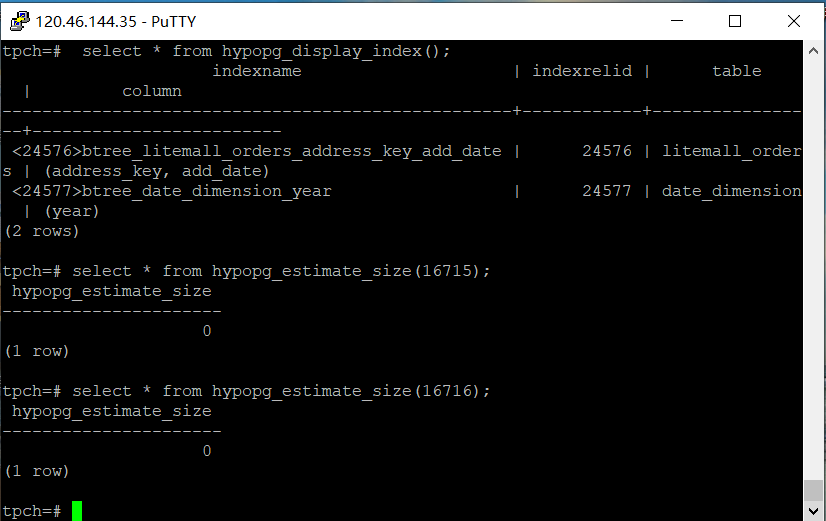 120.46.144.35 - PuTTY
tpch=#  select * from hypopg_display_index();
                     indexname                     | indexrelid |      table
  |         column
---------------------------------------------------+------------+---------------
--+-------------------------
 <24576>btree_litemall_orders_address_key_add_date |      24576 | litemall_order
s | (address_key, add_date)
 <24577>btree_date_dimension_year                  |      24577 | date_dimension
  | (year)
(2 rows)
tpch=# select * from hypopg_estimate_size(16715);
 hypopg_estimate_size
----------------------
                    0
(1 row)
tpch=# select * from hypopg_estimate_size(16716);
 hypopg_estimate_size
----------------------
                    0
(1 row)
tpch=#